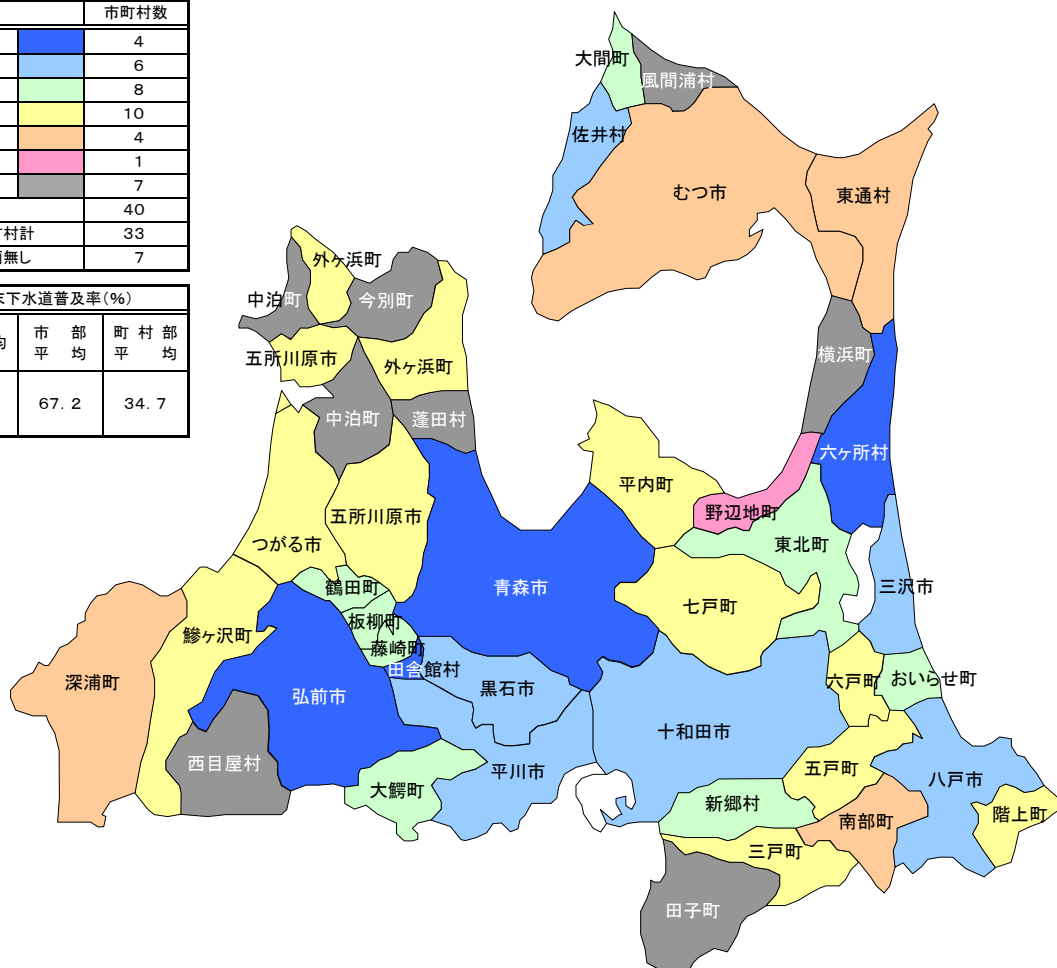 市町村数
4
6
8
10
4
1
7
40
村計 33
無し 7
下水道普及率(%)
均 市部平均 町村部平均
67.2 34.7
大間町
風間浦村
佐井村
むつ市
東通村
外ヶ浜町
中泊町
今別町
横浜町
五所川原市
外ヶ浜町
中泊町
蓬田村
六ヶ所村
平内町
野辺地町
五所川原市
つがる市
東北町
青森市
三沢市
鶴田町
七戸町
板柳町
鰺ヶ沢町
藤崎町
田舎館村
深浦町
六戸町
おいらせ町
黒石市
弘前市
十和田市
西目屋村
平川市
五戸町
八戸市
大鰐町
新郷村
南部町
階上町
三戸町
田子町